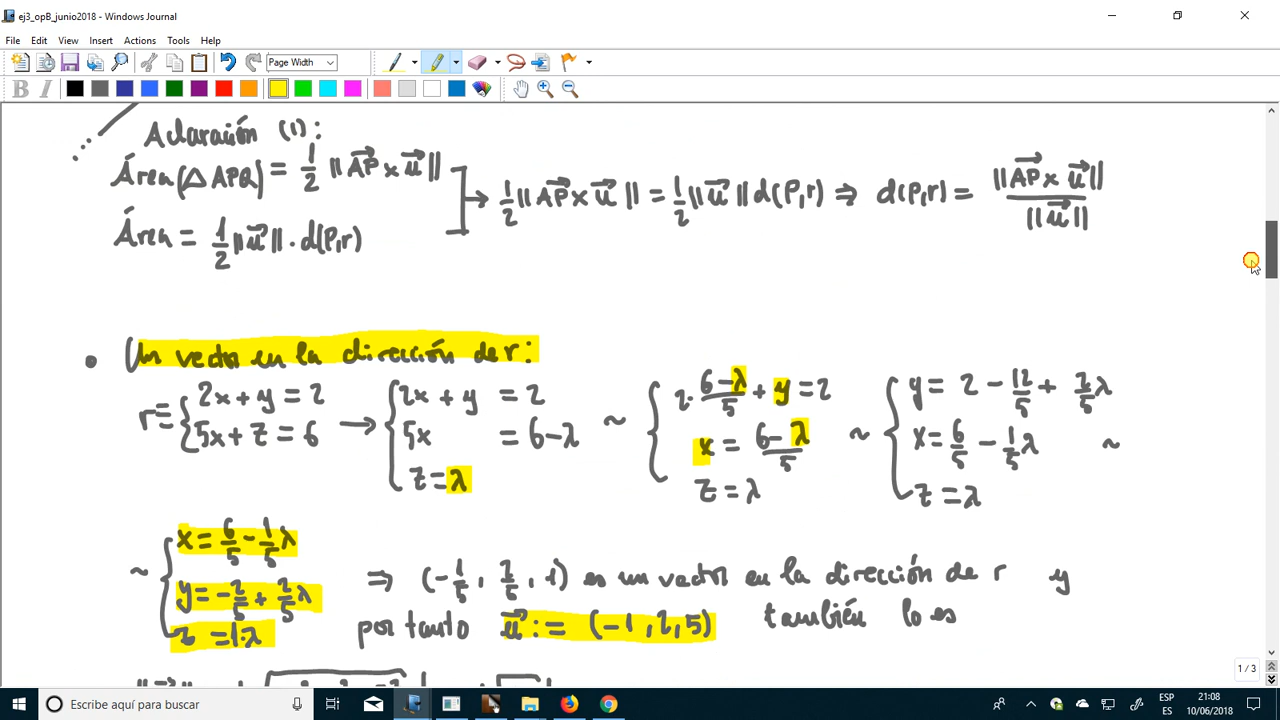 ej3_opB_junio2018 - Windows Journal
File Edit View Insert Actions Tools Help
Page Width
B I
Aclaración (1):
Área(△ APQ) = 1/2 ||AP⃗ x u⃗ ||
Área = 1/2 ||u⃗|| . d(P,r)
→ 1/2 ||AP⃗ x u⃗ || = 1/2 ||u⃗ || d(P,r) ⇒ d(P,r) = ||AP⃗ x u⃗ || / ||u⃗ ||
• Un vector en la dirección de r:
r ≡ { 2x+y = 2 → { 2x + y = 2 ~ { 2. (6-λ)/5 + y = 2 ~ { y = 2 - 12/5 + 2/5 λ
5x + z = 6 5x = 6-λ x = (6-λ)/5 x = 6/5 - 1/5 λ ~
z = λ z = λ z = λ
~ { x = 6/5 - 1/5 λ
y = -2/5 + 2/5 λ ⇒ (-1/5, 2/5, 1) es un vector en la dirección de r y
z = 1·λ por tanto u⃗ := (-1, 2, 5) también lo es
1 / 3
Escribe aquí para buscar
ESP
ES
21:08
10/06/2018